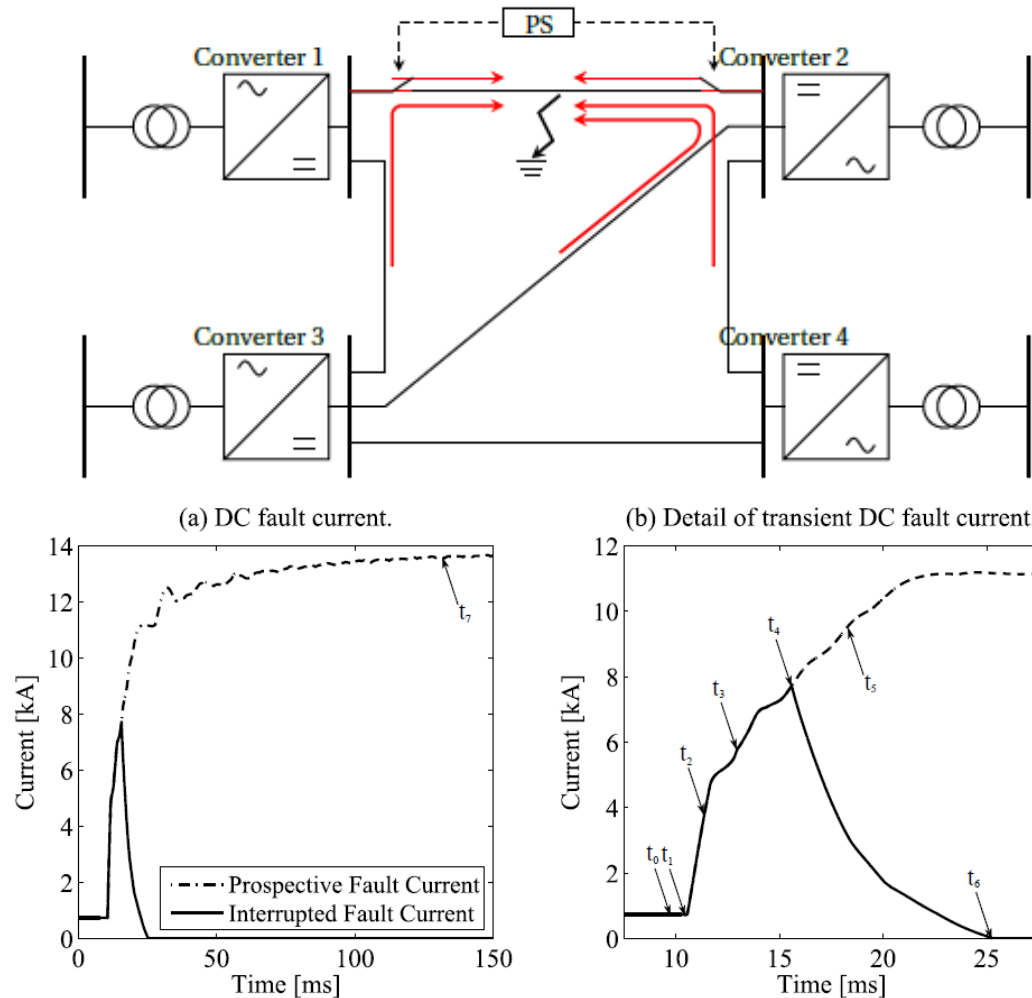 PS
Converter 1
Converter 2
Converter 3
Converter 4
(a) DC fault current.
(b) Detail of transient DC fault current
14
12
10
8
6
4
2
0
Current [kA]
t7
Prospective Fault Current
Interrupted Fault Current
0
50
100
150
Time [ms]
12
10
8
6
4
2
0
Current [kA]
t0 t1
t2
t3
t4
t5
t6
10
15
20
25
Time [ms]